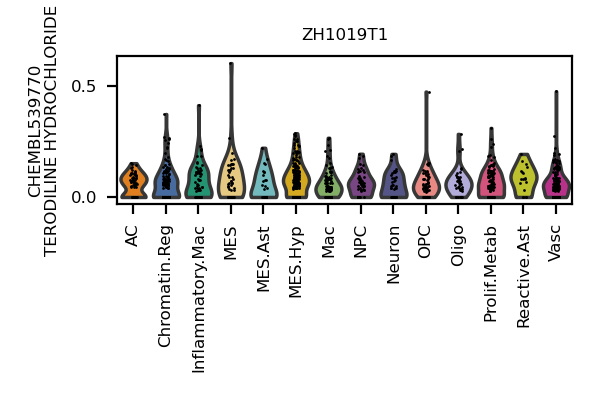 ZH1019T1
CHEMBL539770
TERODILINE HYDROCHLORIDE
0.5
0.0
AC
Chromatin.Reg
Inflammatory.Mac
MES
MES.Ast
MES.Hyp
Mac
NPC
Neuron
OPC
Oligo
Prolif.Metab
Reactive.Ast
Vasc